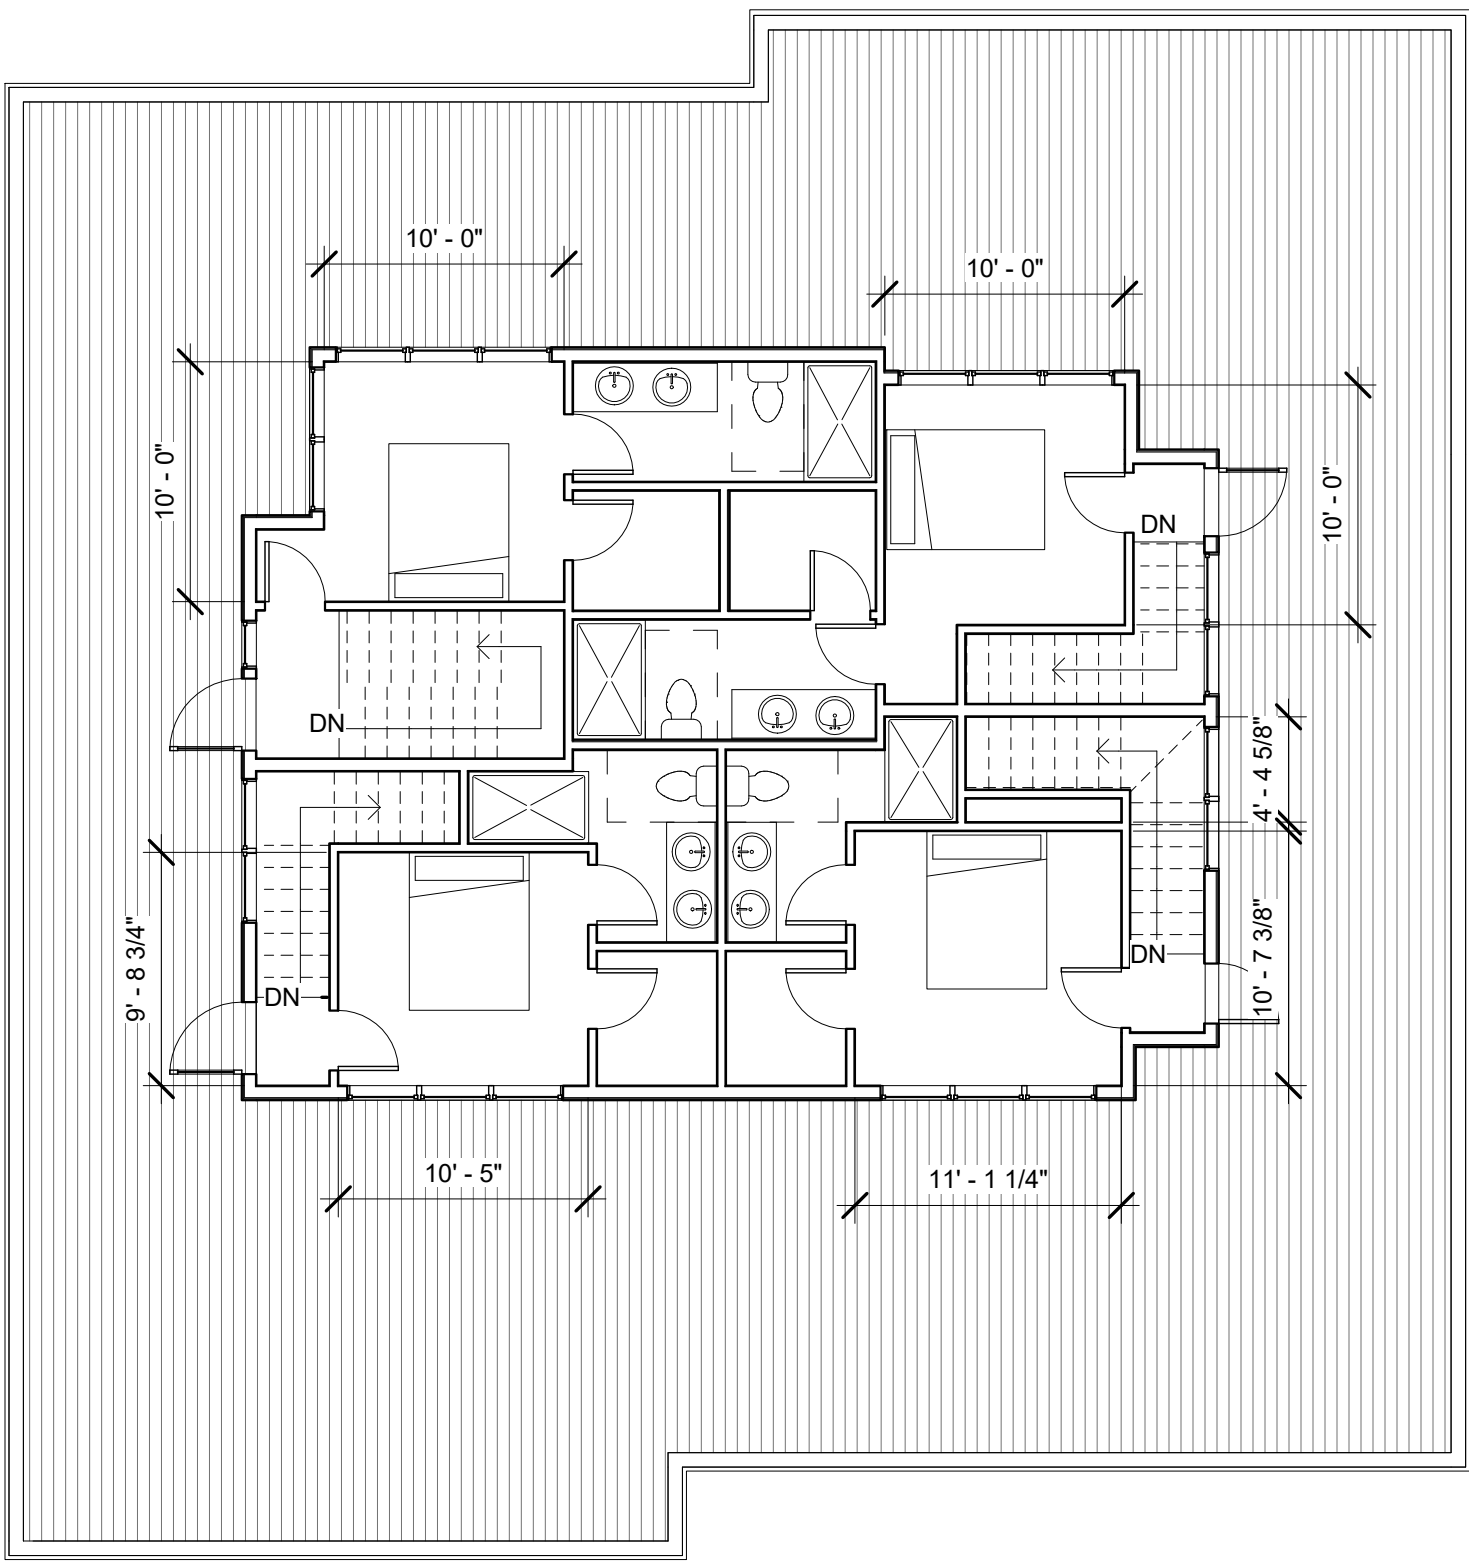 10' - 0"
10' - 0"
10' - 0"
10' - 0"
DN
DN
4' - 4 5/8"
9' - 8 3/4"
DN
10' - 7 3/8"
DN
10' - 5"
11' - 1 1/4"